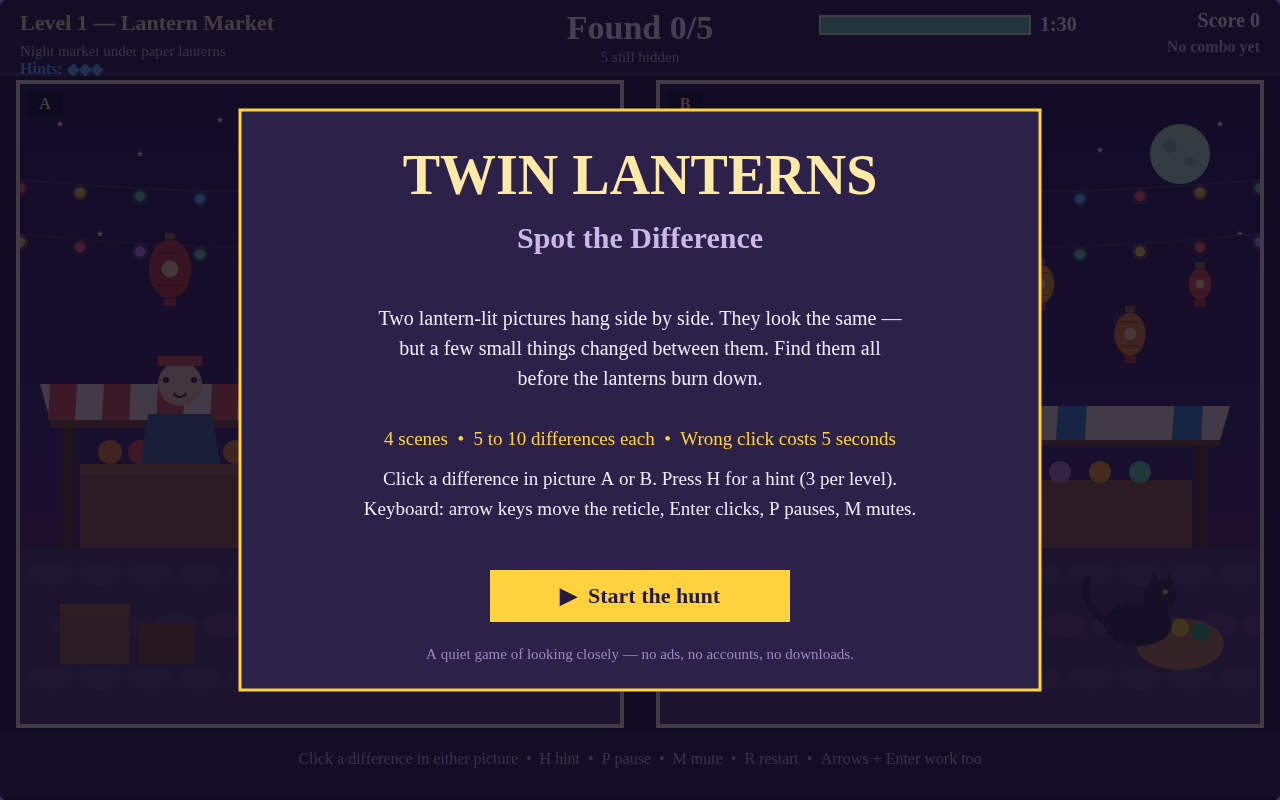 Level 1 — Lantern Market
Night market under paper lanterns
Hints: ◆◆◆
Found 0/5
5 still hidden
1:30
Score 0
No combo yet
A
B
TWIN LANTERNS
Spot the Difference
Two lantern-lit pictures hang side by side. They look the same —
but a few small things changed between them. Find them all
before the lanterns burn down.
4 scenes • 5 to 10 differences each • Wrong click costs 5 seconds
Click a difference in picture A or B. Press H for a hint (3 per level).
Keyboard: arrow keys move the reticle, Enter clicks, P pauses, M mutes.
▶ Start the hunt
A quiet game of looking closely — no ads, no accounts, no downloads.
Click a difference in either picture • H hint • P pause • M mute • R restart • Arrows + Enter work too